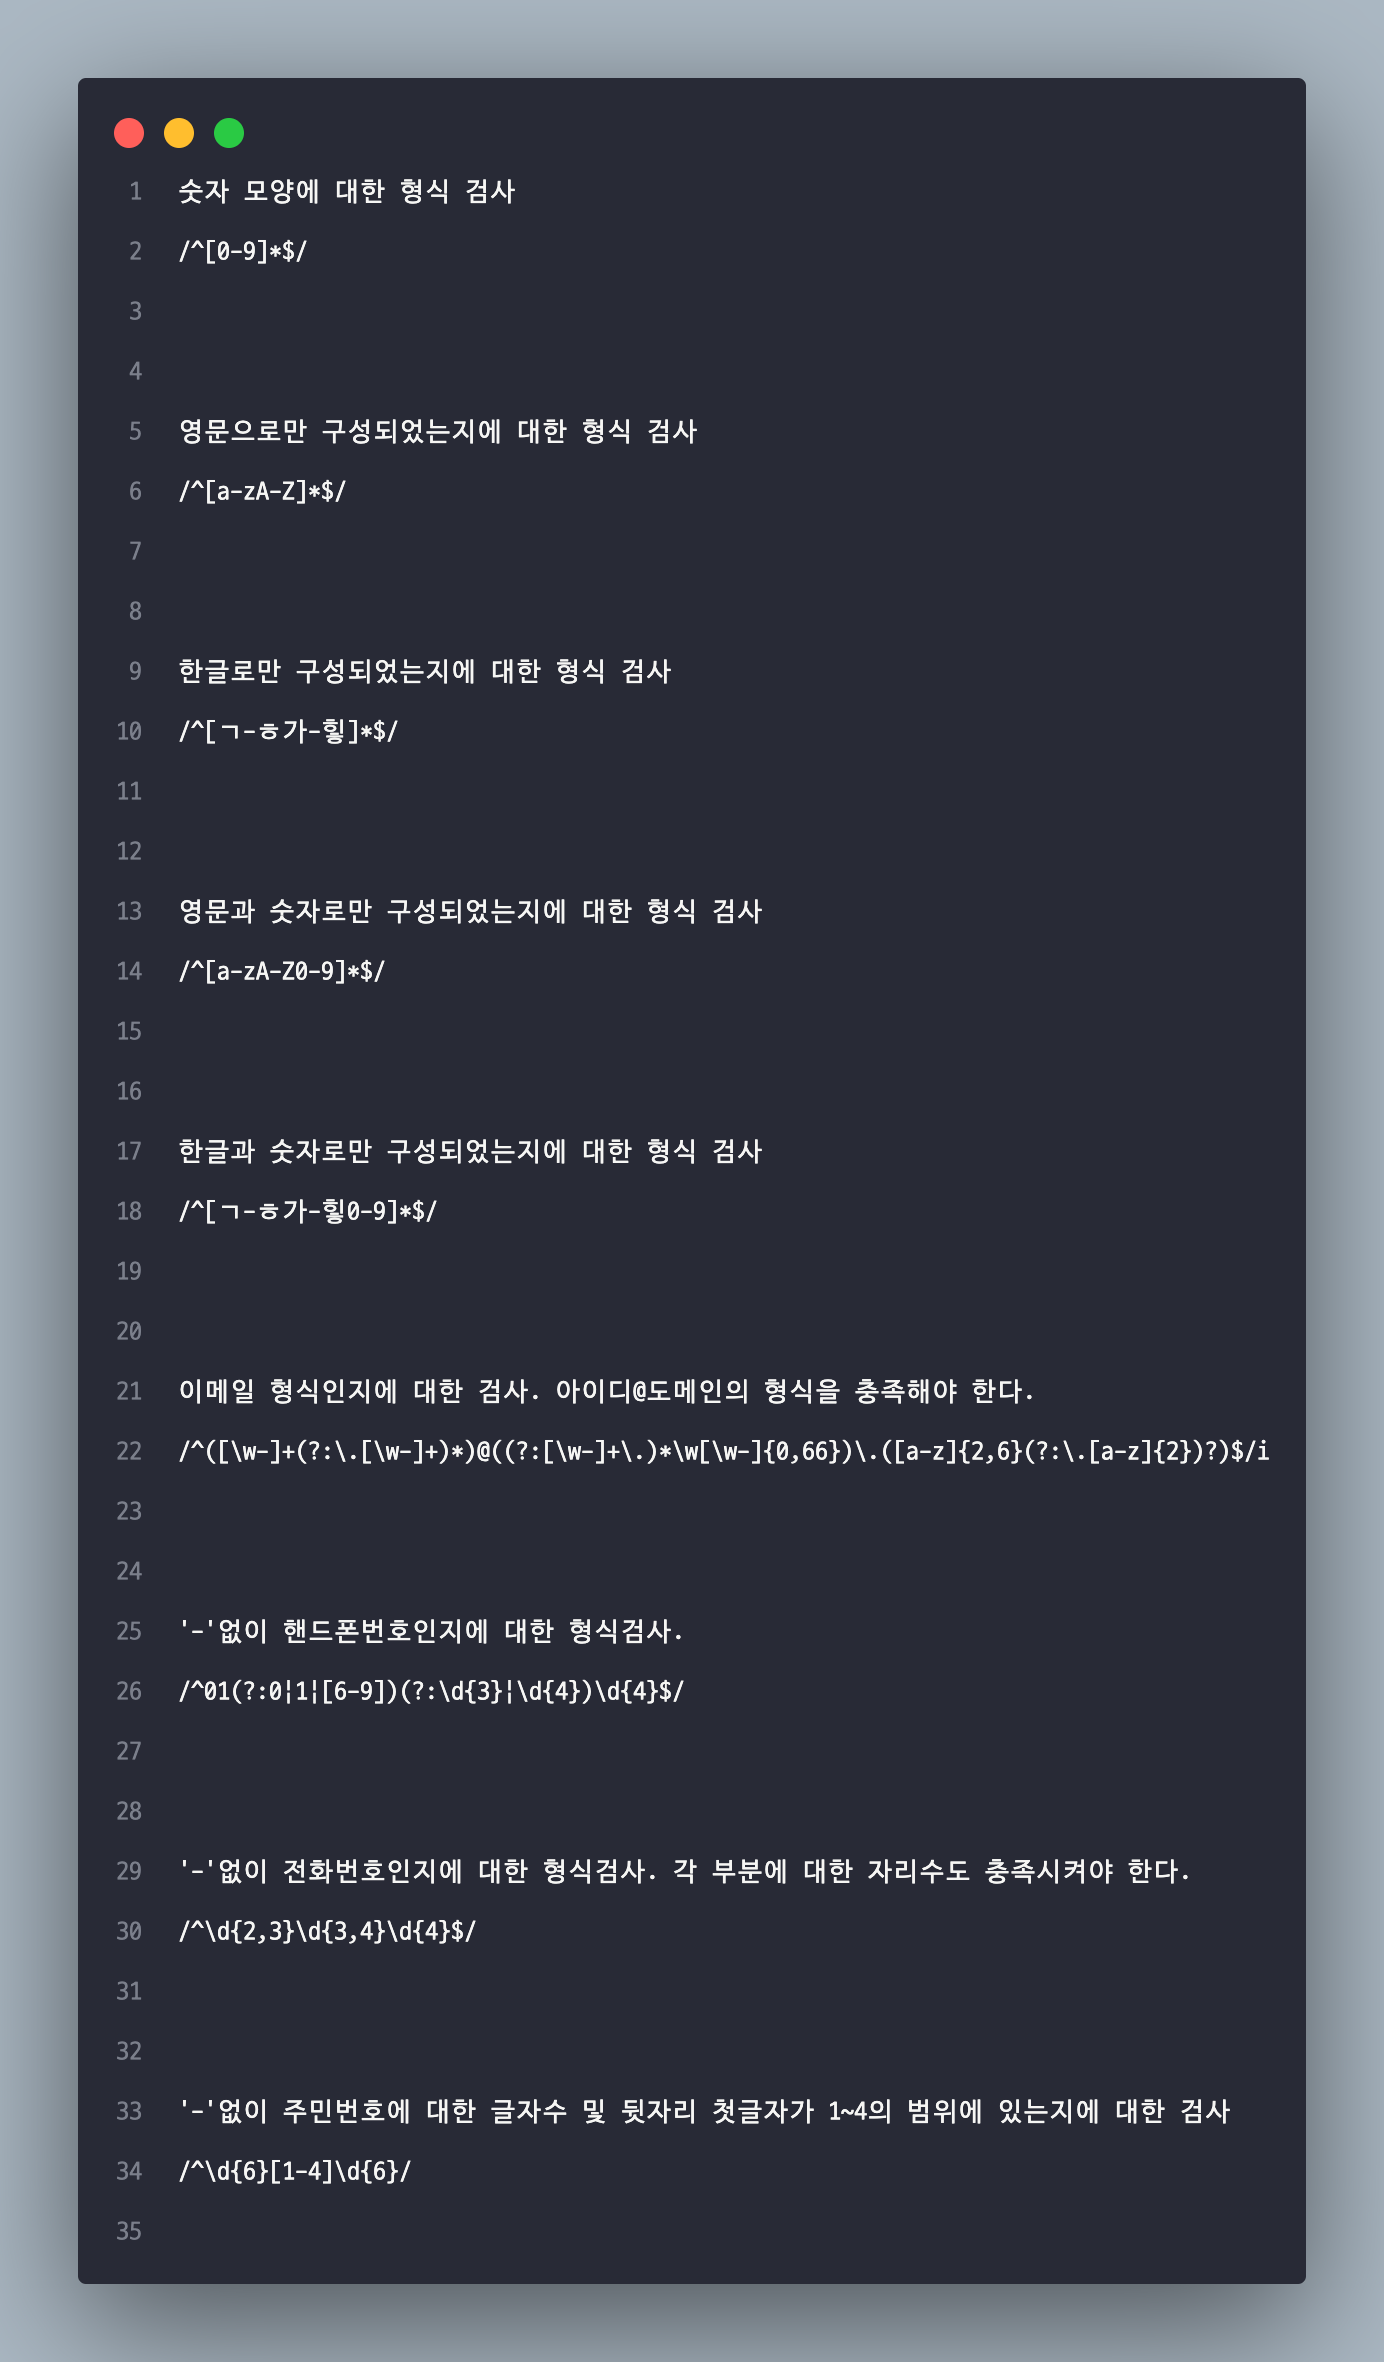 1 숫자 모양에 대한 형식 검사
2 /^[0-9]*$/
3
4
5 영문으로만 구성되었는지에 대한 형식 검사
6 /^[a-zA-Z]*$/
7
8
9 한글로만 구성되었는지에 대한 형식 검사
10 /^[ㄱ-ㅎ가-힣]*$/
11
12
13 영문과 숫자로만 구성되었는지에 대한 형식 검사
14 /^[a-zA-Z0-9]*$/
15
16
17 한글과 숫자로만 구성되었는지에 대한 형식 검사
18 /^[ㄱ-ㅎ가-힣0-9]*$/
19
20
21 이메일 형식인지에 대한 검사. 아이디@도메인의 형식을 충족해야 한다.
22 /^([\w-]+(?:\.[\w-]+)*)@((?:[\w-]+\.)*\w[\w-]{0,66})\.([a-z]{2,6}(?:\.[a-z]{2})?)$/i
23
24
25 '-'없이 핸드폰번호인지에 대한 형식검사.
26 /^01(?:0|1|[6-9])(?:\d{3}|\d{4})\d{4}$/
27
28
29 '-'없이 전화번호인지에 대한 형식검사. 각 부분에 대한 자리수도 충족시켜야 한다.
30 /^\d{2,3}\d{3,4}\d{4}$/
31
32
33 '-'없이 주민번호에 대한 글자수 및 뒷자리 첫글자가 1~4의 범위에 있는지에 대한 검사
34 /^\d{6}[1-4]\d{6}/
35